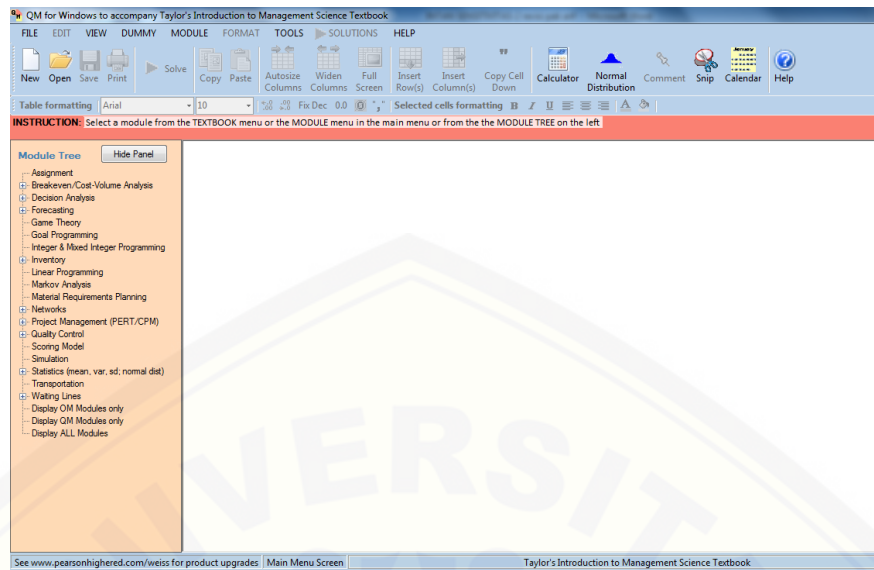 QM for Windows to accompany Taylor's Introduction to Management Science Textbook
FILE EDIT VIEW DUMMY MODULE FORMAT TOOLS SOLUTIONS HELP
New Open Save Print Solve Copy Paste Autosize Columns Widen Columns Full Screen Insert Row(s) Insert Column(s) Copy Cell Down Calculator Normal Distribution Comment Snip Calendar Help
Table formatting Arial 10 Fix Dec 0.0 Selected cells formatting B I U A
INSTRUCTION: Select a module from the TEXTBOOK menu or the MODULE menu in the main menu or from the the MODULE TREE on the left
Module Tree Hide Panel
Assignment
Breakeven/Cost-Volume Analysis
Decision Analysis
Forecasting
Game Theory
Goal Programming
Integer & Mixed Integer Programming
Inventory
Linear Programming
Markov Analysis
Material Requirements Planning
Networks
Project Management (PERT/CPM)
Quality Control
Scoring Model
Simulation
Statistics (mean, var, sd; normal dist)
Transportation
Waiting Lines
Display OM Modules only
Display QM Modules only
Display ALL Modules
See www.pearsonhighered.com/weiss for product upgrades Main Menu Screen Taylor's Introduction to Management Science Textbook